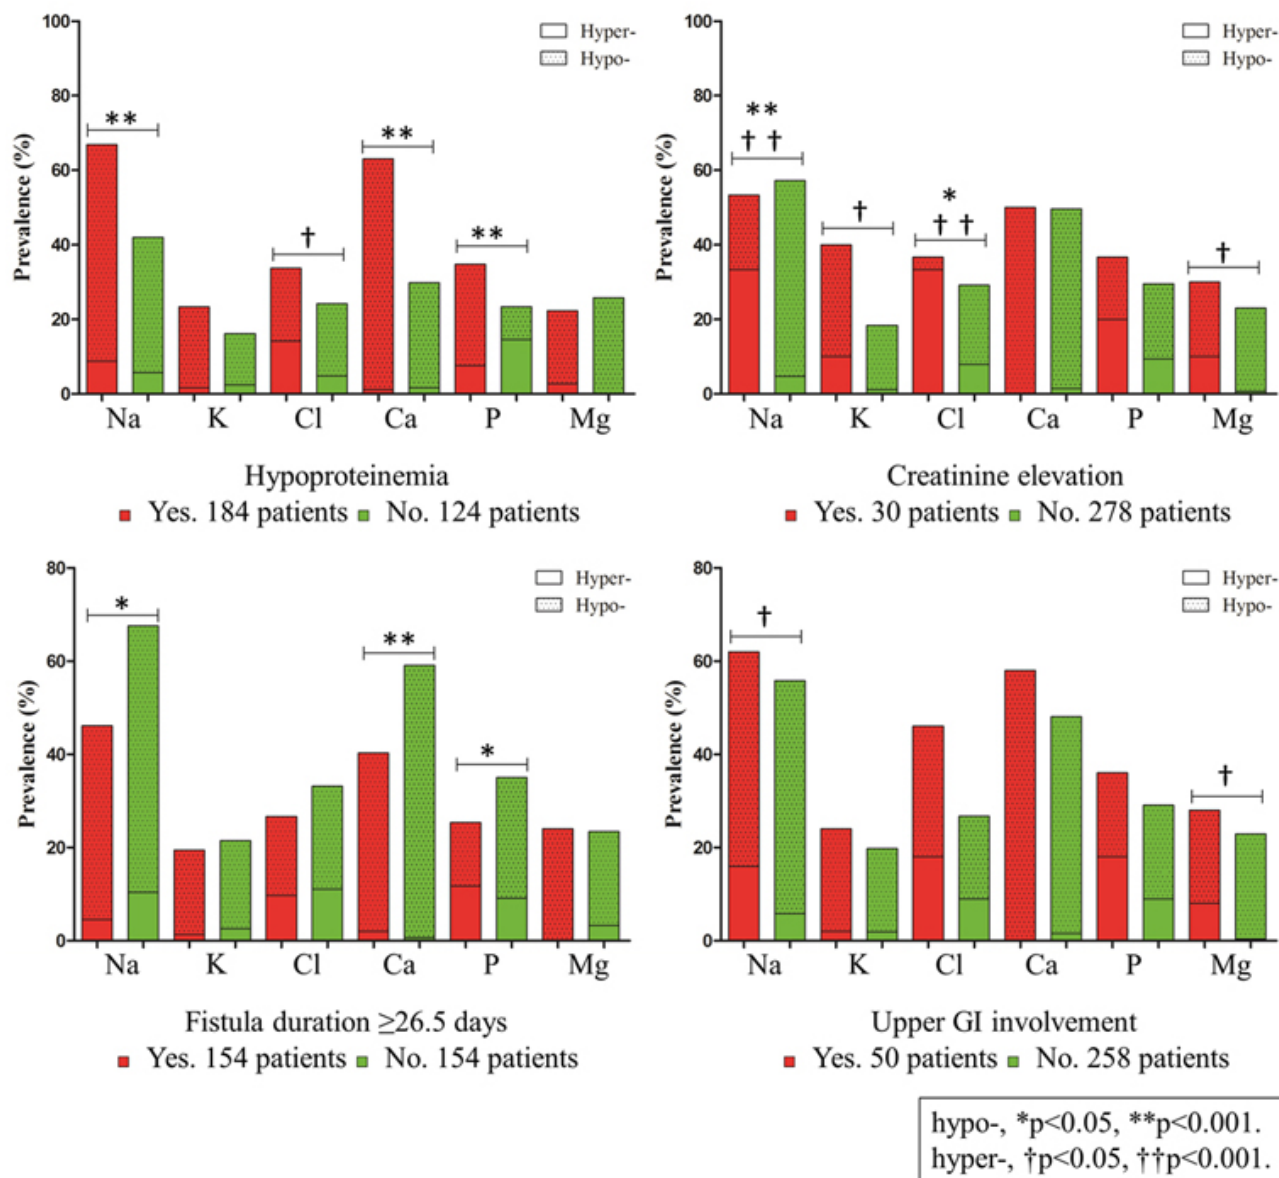 100
80
60
40
20
0
Prevalence (%)
Hyper-
Hypo-
**
†
**
**
Na K Cl Ca P Mg
Hypoproteinemia
Yes. 184 patients No. 124 patients
100
80
60
40
20
0
Prevalence (%)
Hyper-
Hypo-
**
† †
†
*
† †
†
Na K Cl Ca P Mg
Creatinine elevation
Yes. 30 patients No. 278 patients
80
60
40
20
0
Prevalence (%)
Hyper-
Hypo-
*
**
*
Na K Cl Ca P Mg
Fistula duration ≥26.5 days
Yes. 154 patients No. 154 patients
80
60
40
20
0
Prevalence (%)
Hyper-
Hypo-
†
†
Na K Cl Ca P Mg
Upper GI involvement
Yes. 50 patients No. 258 patients
hypo-, *p<0.05, **p<0.001.
hyper-, †p<0.05, ††p<0.001.